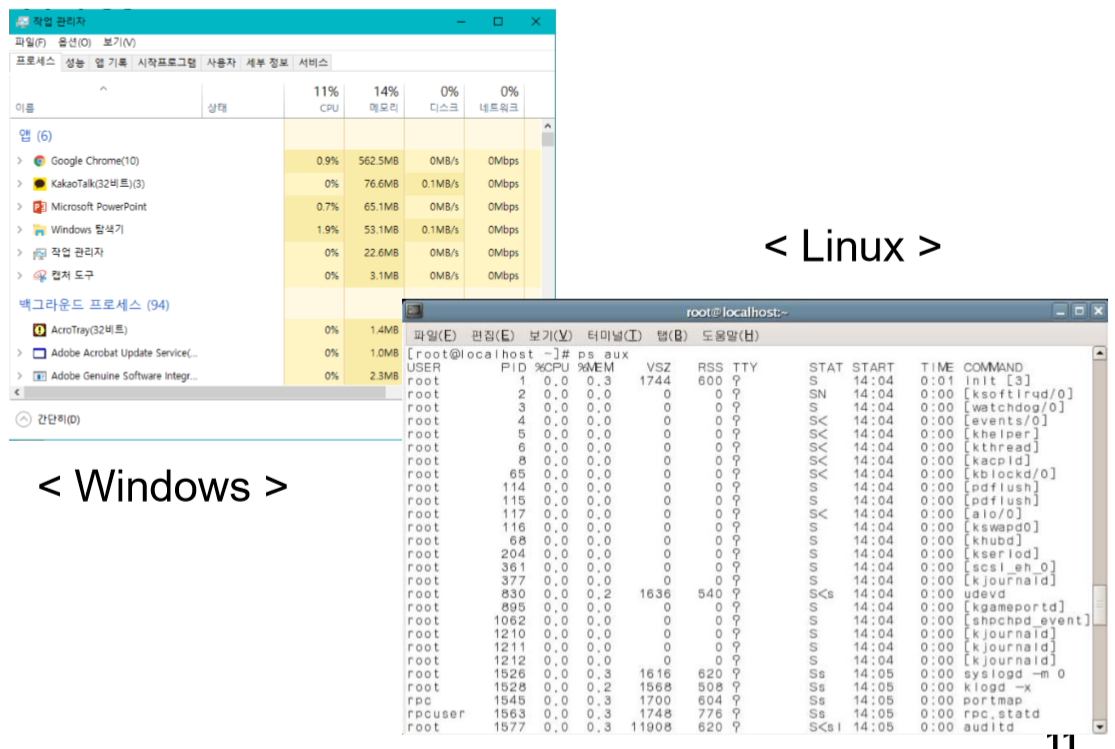 작업 관리자
파일(F) 옵션(O) 보기(V)
프로세스 성능 앱 기록 시작프로그램 사용자 세부 정보 서비스
11% 14% 0% 0%
이름 상태 CPU 메모리 디스크 네트워크
앱 (6)
Google Chrome(10) 0.9% 562.5MB 0MB/s 0Mbps
KakaoTalk(32비트)(3) 0% 76.6MB 0.1MB/s 0Mbps
Microsoft PowerPoint 0.7% 65.1MB 0MB/s 0Mbps
Windows 탐색기 1.9% 53.1MB 0.1MB/s 0Mbps
작업 관리자 0% 22.6MB 0MB/s 0Mbps
캡처 도구 0% 3.1MB 0MB/s 0Mbps
백그라운드 프로세스 (94)
AcroTray(32비트) 0% 1.4MB
Adobe Acrobat Update Service(... 0% 1.0MB
Adobe Genuine Software Integr... 0% 2.3MB
간단히(D)
< Windows >
< Linux >
root@localhost:~
파일(F) 편집(E) 보기(V) 터미널(T) 탭(B) 도움말(H)
[root@localhost ~]# ps aux
USER PID %CPU %MEM VSZ RSS TTY STAT START TIME COMMAND
root 1 0.0 0.3 1744 600 ? S 14:04 0:01 init [3]
root 2 0.0 0.0 0 0 ? SN 14:04 0:00 [ksoftirqd/0]
root 3 0.0 0.0 0 0 ? S 14:04 0:00 [watchdog/0]
root 4 0.0 0.0 0 0 ? S< 14:04 0:00 [events/0]
root 5 0.0 0.0 0 0 ? S< 14:04 0:00 [khelper]
root 6 0.0 0.0 0 0 ? S< 14:04 0:00 [kthread]
root 8 0.0 0.0 0 0 ? S< 14:04 0:00 [kacpid]
root 65 0.0 0.0 0 0 ? S< 14:04 0:00 [kblockd/0]
root 114 0.0 0.0 0 0 ? S 14:04 0:00 [pdflush]
root 115 0.0 0.0 0 0 ? S 14:04 0:00 [pdflush]
root 117 0.0 0.0 0 0 ? S< 14:04 0:00 [aio/0]
root 116 0.0 0.0 0 0 ? S 14:04 0:00 [kswapd0]
root 68 0.0 0.0 0 0 ? S 14:04 0:00 [khubd]
root 204 0.0 0.0 0 0 ? S 14:04 0:00 [kseriod]
root 361 0.0 0.0 0 0 ? S 14:04 0:00 [scsi_eh_0]
root 377 0.0 0.0 0 0 ? S 14:04 0:00 [kjournald]
root 830 0.0 0.2 1636 540 ? S<s 14:04 0:00 udevd
root 895 0.0 0.0 0 0 ? S 14:04 0:00 [kgameportd]
root 1062 0.0 0.0 0 0 ? S 14:04 0:00 [shpchpd_event]
root 1210 0.0 0.0 0 0 ? S 14:04 0:00 [kjournald]
root 1211 0.0 0.0 0 0 ? S 14:04 0:00 [kjournald]
root 1212 0.0 0.0 0 0 ? S 14:04 0:00 [kjournald]
root 1526 0.0 0.3 1616 620 ? Ss 14:05 0:00 syslogd -m 0
root 1528 0.0 0.2 1568 508 ? Ss 14:05 0:00 klogd -x
rpc 1545 0.0 0.3 1700 604 ? Ss 14:05 0:00 portmap
rpcuser 1563 0.0 0.3 1748 776 ? Ss 14:05 0:00 rpc.statd
root 1577 0.0 0.3 11908 620 ? S<sl 14:05 0:00 auditd
11